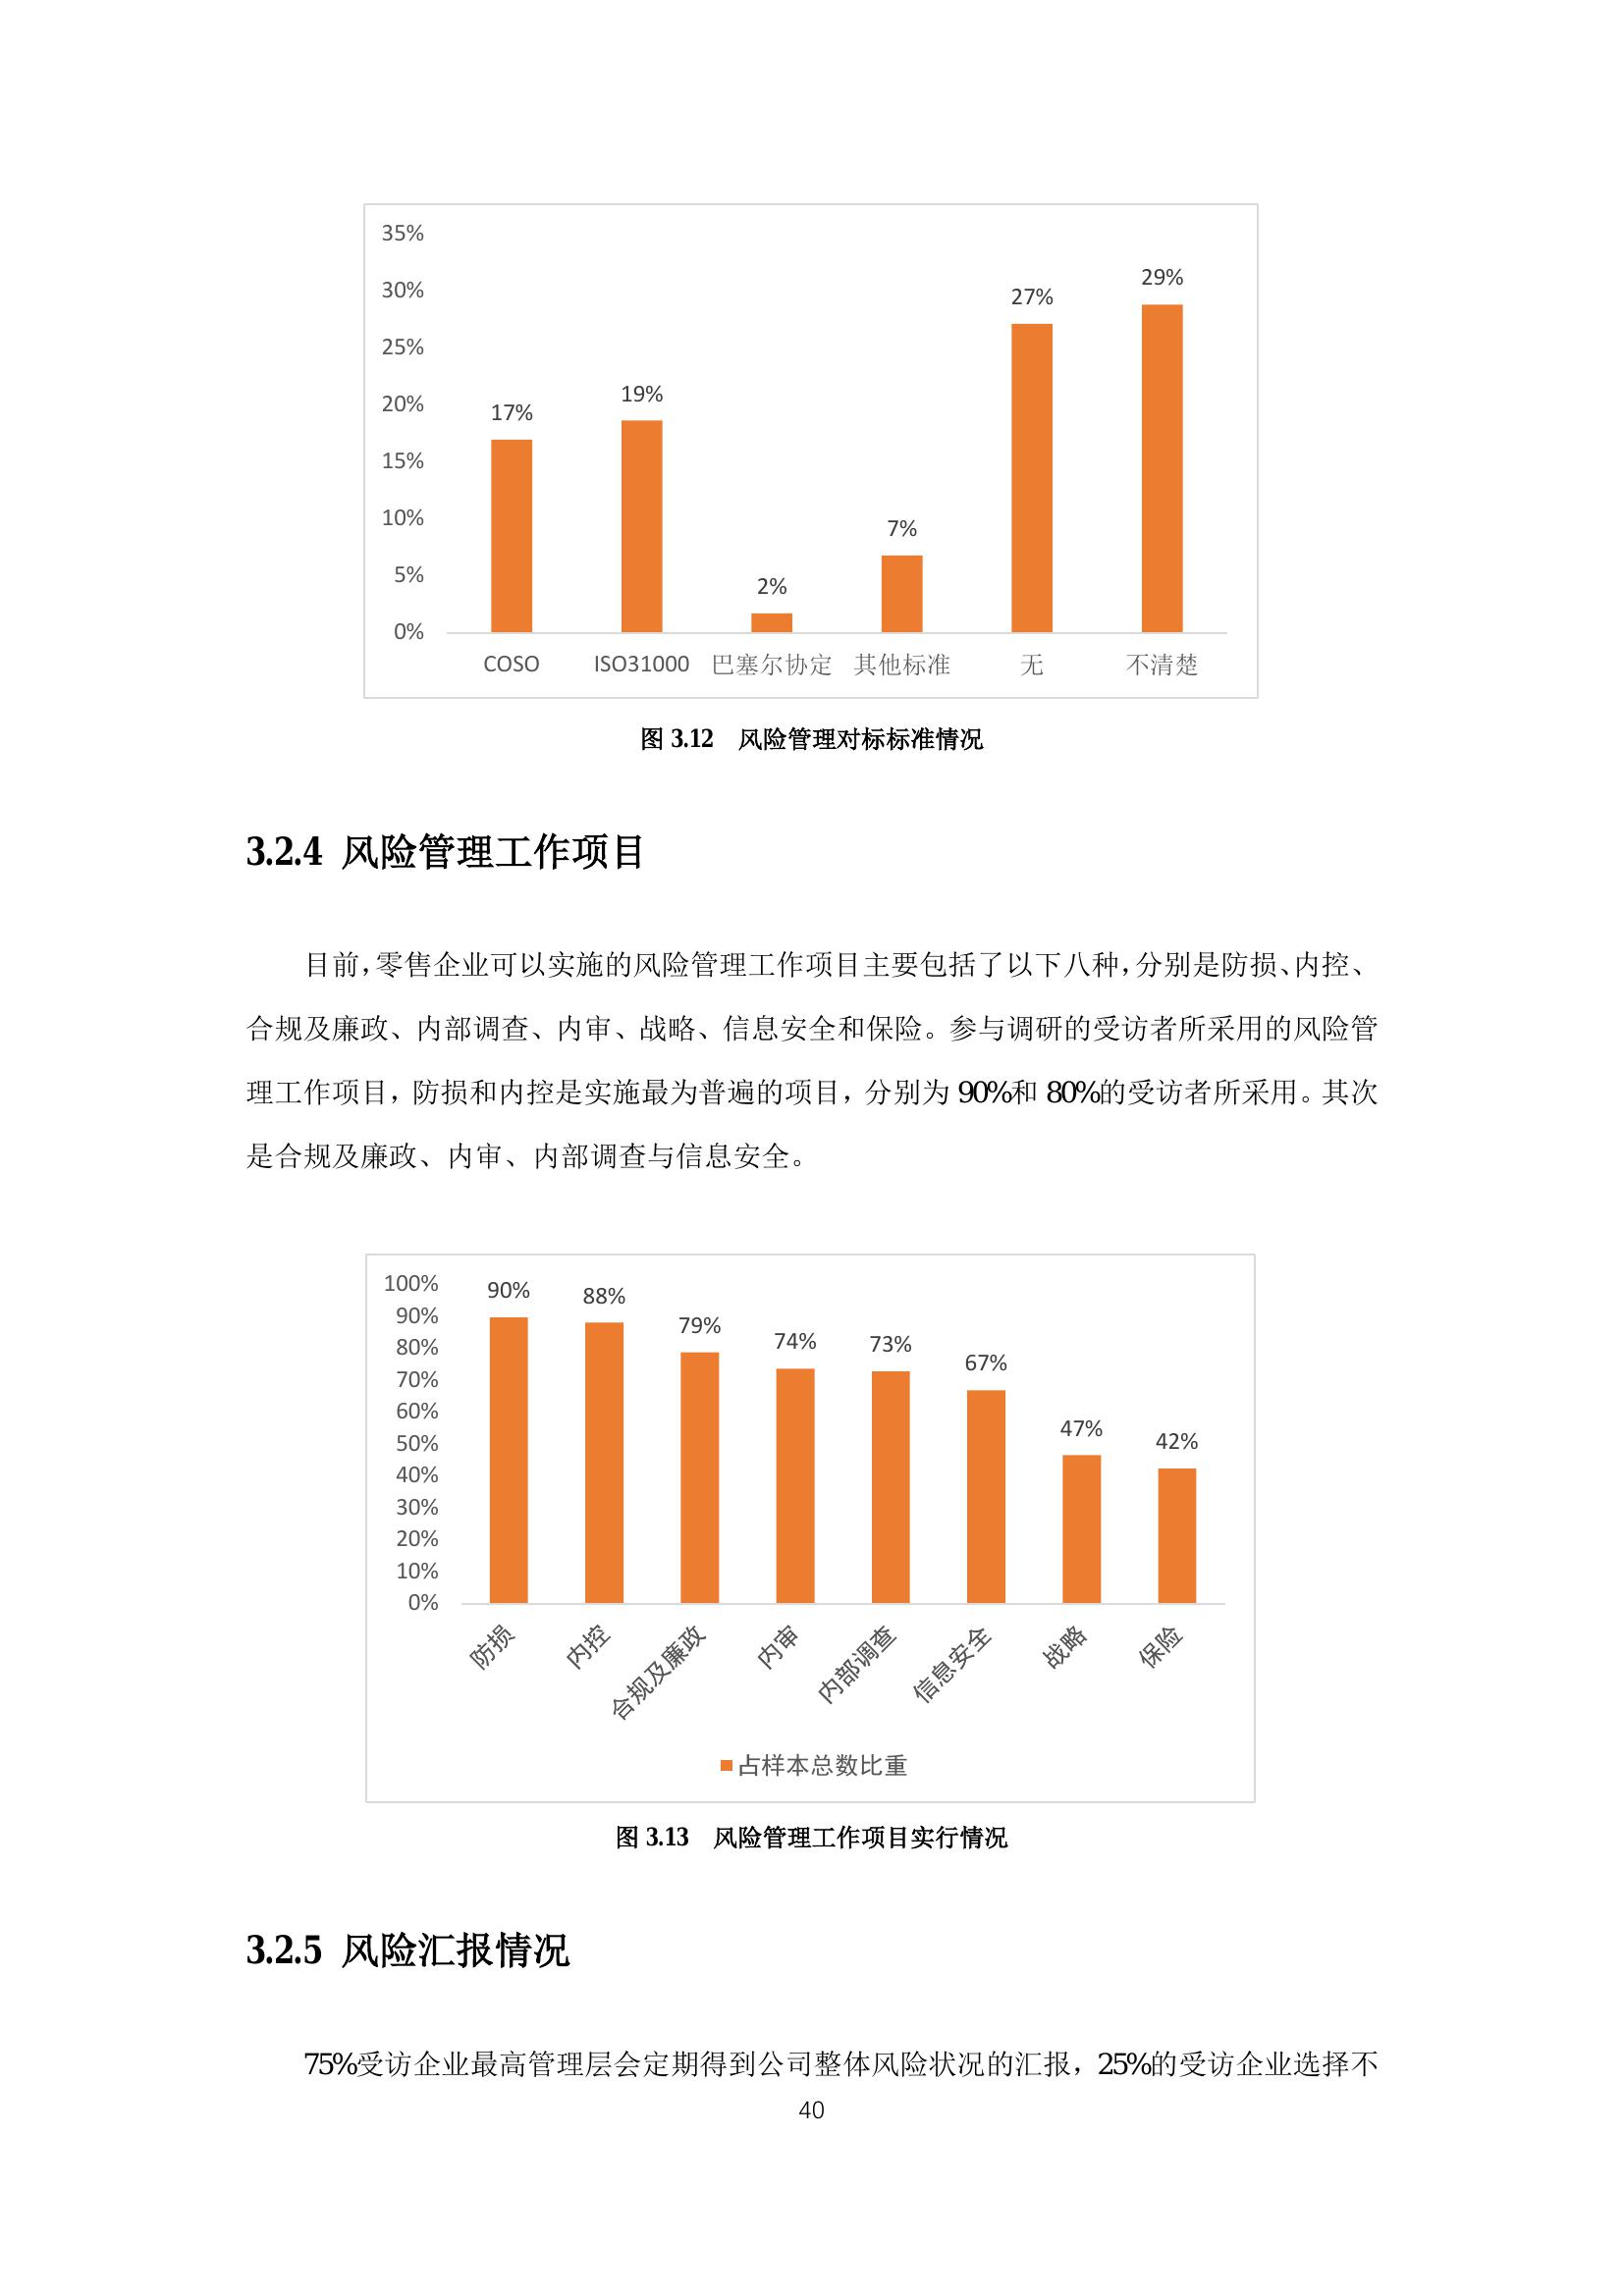 35%
30%
25%
20%
15%
10%
5%
0%
17%
19%
2%
7%
27%
29%
COSO ISO31000 巴塞尔协定 其他标准 无 不清楚
图 3.12 风险管理对标标准情况
3.2.4 风险管理工作项目
目前，零售企业可以实施的风险管理工作项目主要包括了以下八种，分别是防损、内控、
合规及廉政、内部调查、内审、战略、信息安全和保险。参与调研的受访者所采用的风险管
理工作项目，防损和内控是实施最为普遍的项目，分别为 90%和 80%的受访者所采用。其次
是合规及廉政、内审、内部调查与信息安全。
100%
90%
80%
70%
60%
50%
40%
30%
20%
10%
0%
90%
88%
79%
74%
73%
67%
47%
42%
防损 内控 合规及廉政 内审 内部调查 信息安全 战略 保险
占样本总数比重
图 3.13 风险管理工作项目实行情况
3.2.5 风险汇报情况
75%受访企业最高管理层会定期得到公司整体风险状况的汇报，25%的受访企业选择不
40